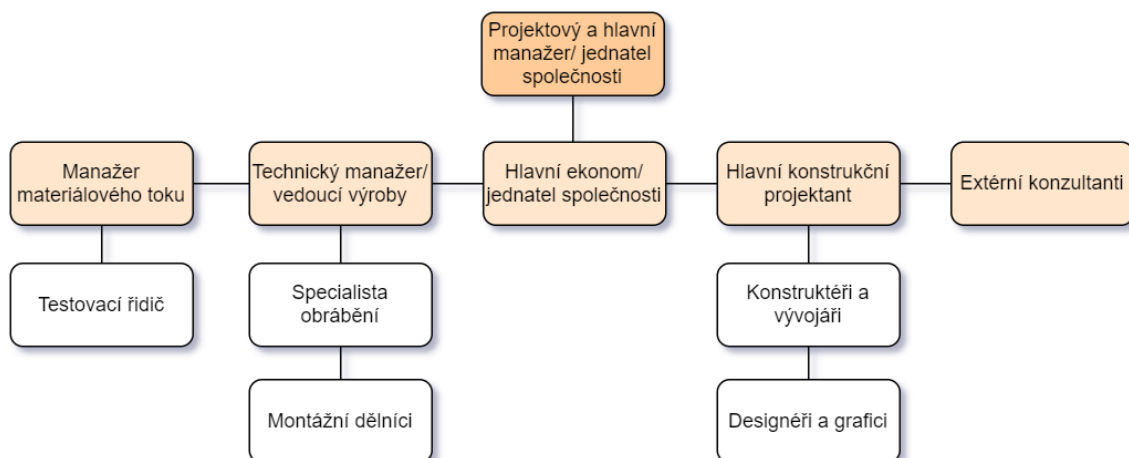 Projektový a hlavní
manažer/ jednatel
společnosti
Manažer
materiálového toku
Technický manažer/
vedoucí výroby
Hlavní ekonom/
jednatel společnosti
Hlavní konstrukční
projektant
Extérní konzultanti
Testovací řidič
Specialista
obrábění
Konstruktéři a
vývojáři
Montážní dělníci
Designéři a grafici